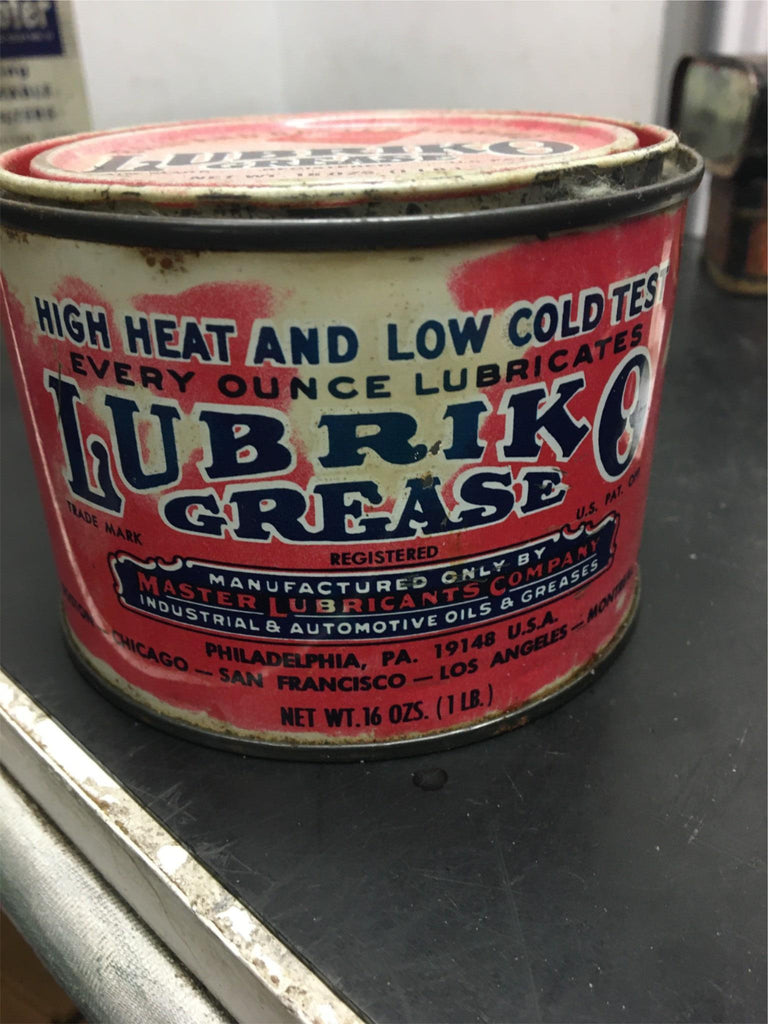 LUBRIKO
GREASE
HIGH HEAT AND LOW COLD TEST
EVERY OUNCE LUBRICATES
LUBRIKO
GREASE
TRADE MARK
U.S. PAT. OFF
REGISTERED
MANUFACTURED ONLY BY
MASTER LUBRICANTS COMPANY
INDUSTRIAL & AUTOMOTIVE OILS & GREASES
PHILADELPHIA, PA. 19148 U.S.A.
CHICAGO — SAN FRANCISCO — LOS ANGELES —
NET WT. 16 OZS. (1 LB.)